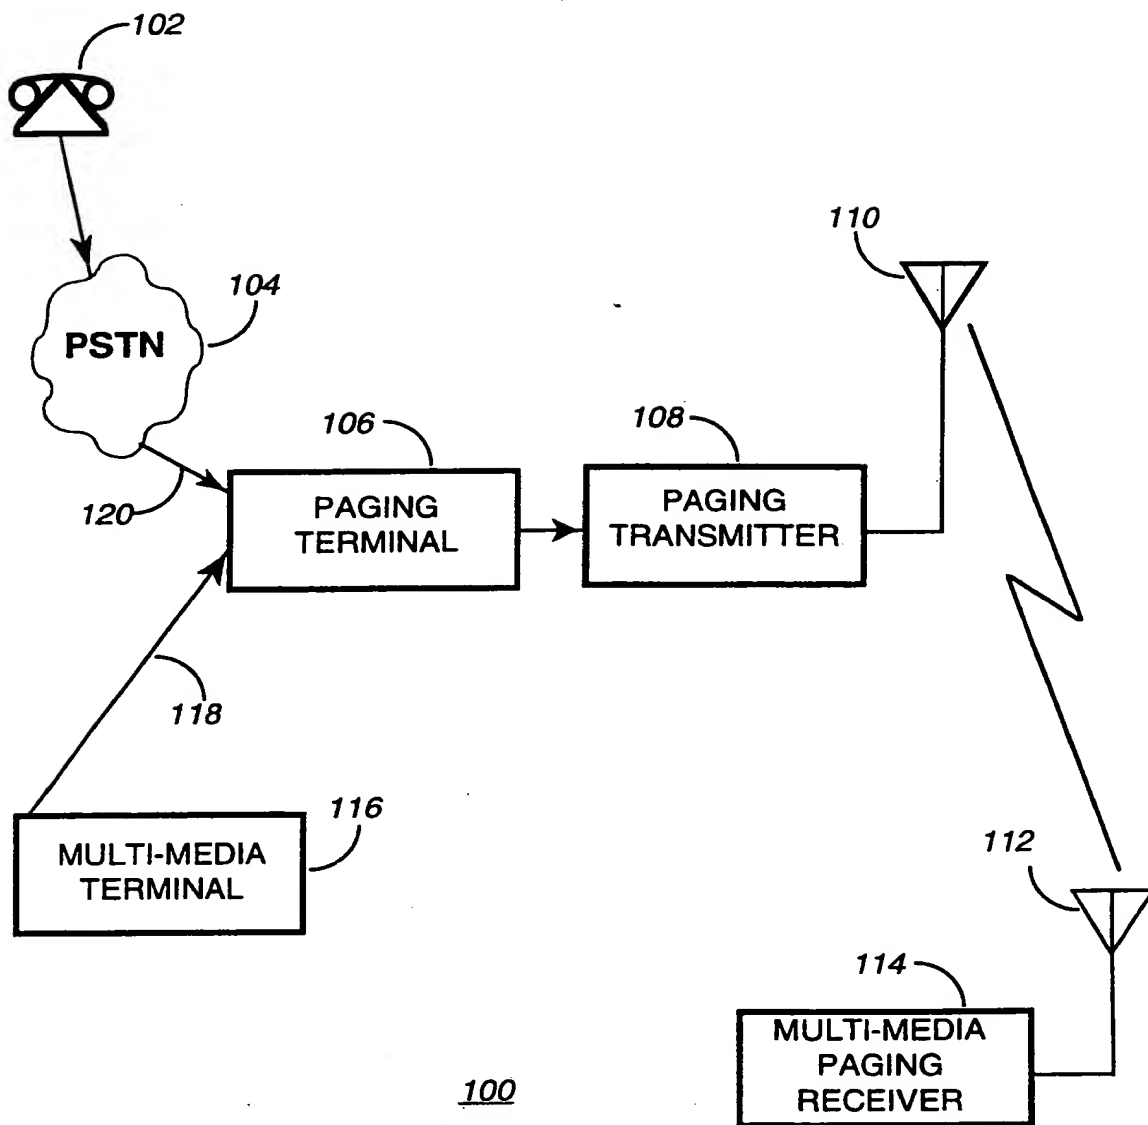 102
110
104
PSTN
106
108
PAGING
TERMINAL
PAGING
TRANSMITTER
120
118
116
MULTI-MEDIA
TERMINAL
112
114
MULTI-MEDIA
PAGING
RECEIVER
100